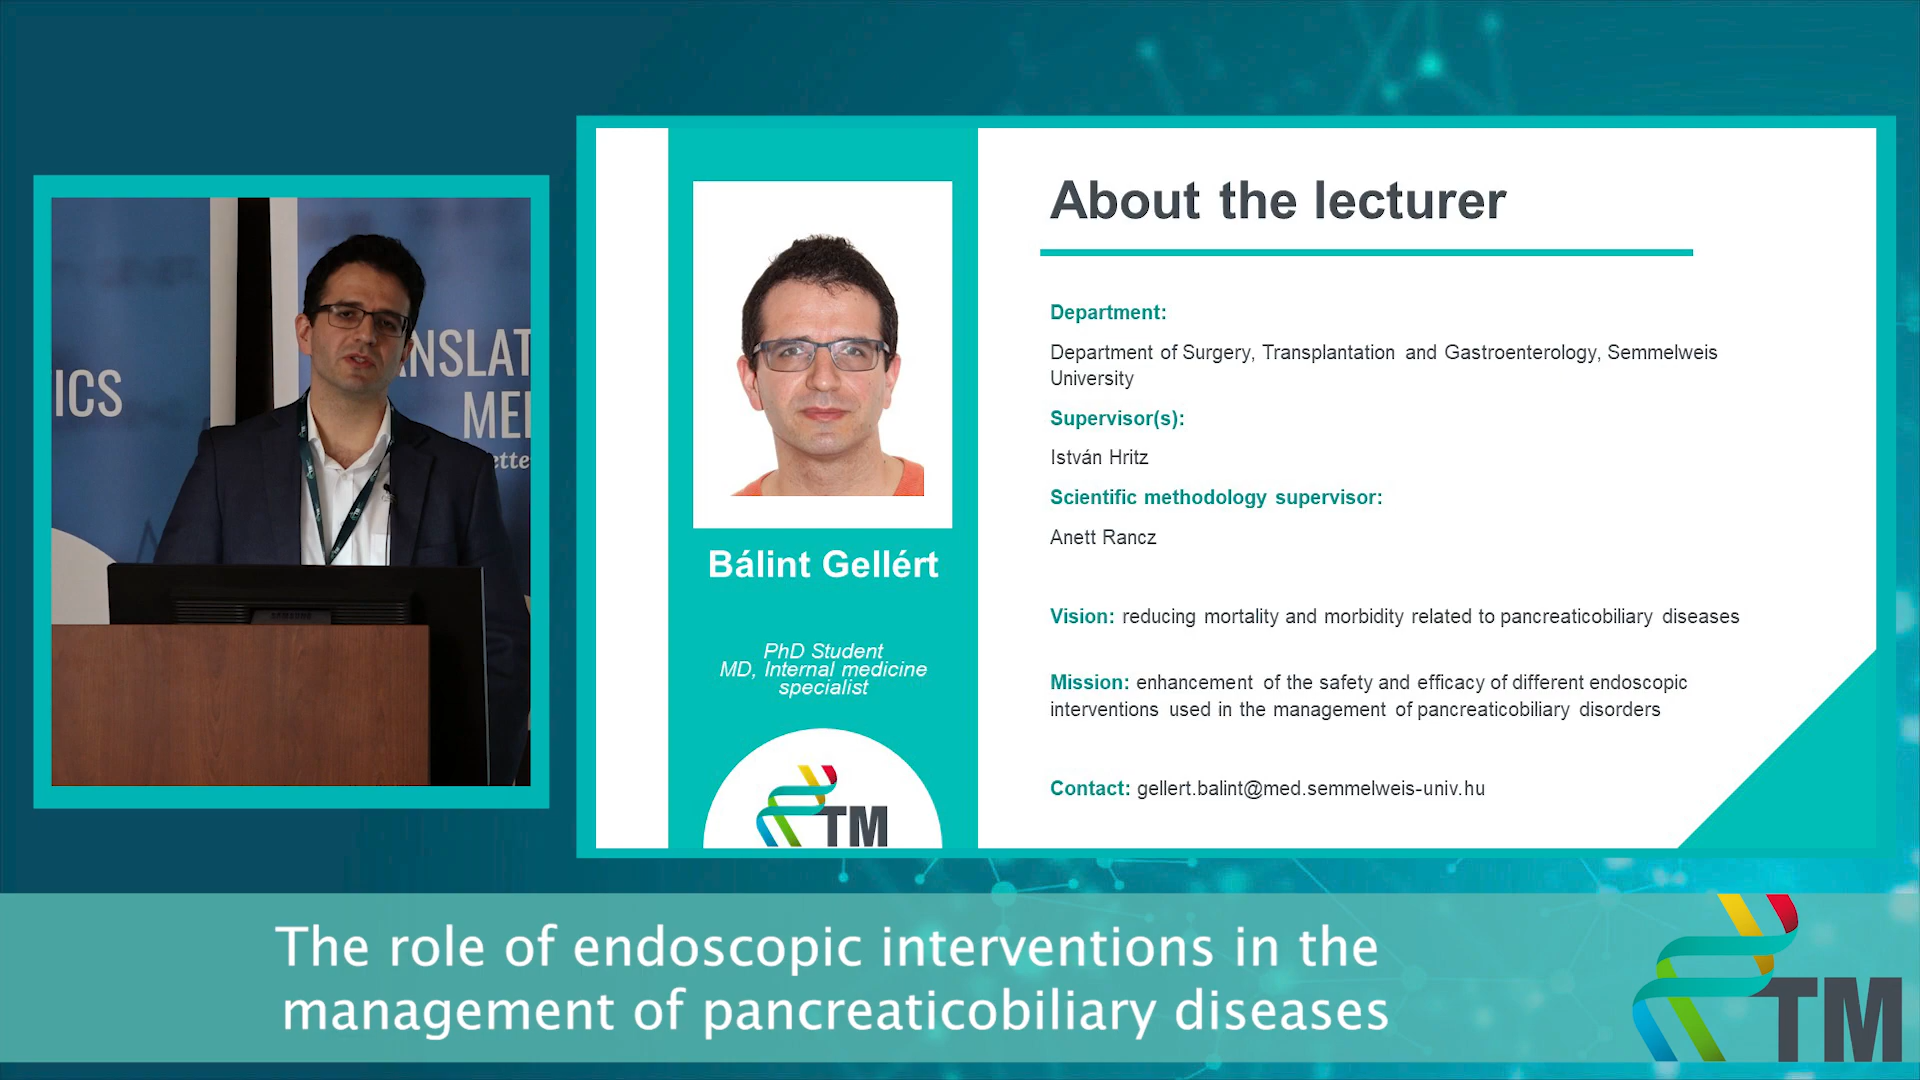 ICS
ANSLAT
MEI
ette
SAMSUNG
About the lecturer
Department:
Department of Surgery, Transplantation and Gastroenterology, Semmelweis
University
Supervisor(s):
István Hritz
Scientific methodology supervisor:
Anett Rancz
Vision: reducing mortality and morbidity related to pancreaticobiliary diseases
Mission: enhancement of the safety and efficacy of different endoscopic
interventions used in the management of pancreaticobiliary disorders
Contact: gellert.balint@med.semmelweis-univ.hu
Bálint Gellért
PhD Student
MD, Internal medicine
specialist
TM
The role of endoscopic interventions in the
management of pancreaticobiliary diseases
TM